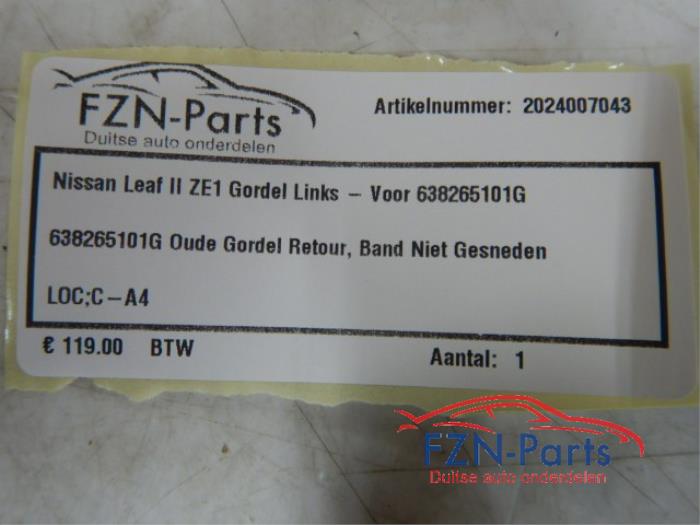 FZN-Parts
Duitse auto onderdelen
Artikelnummer: 2024007043
Nissan Leaf II ZE1 Gordel Links – Voor 638265101G
638265101G Oude Gordel Retour, Band Niet Gesneden
LOC;C–A4
€ 119.00 BTW
Aantal: 1
FZN-Parts
Duitse auto onderdelen